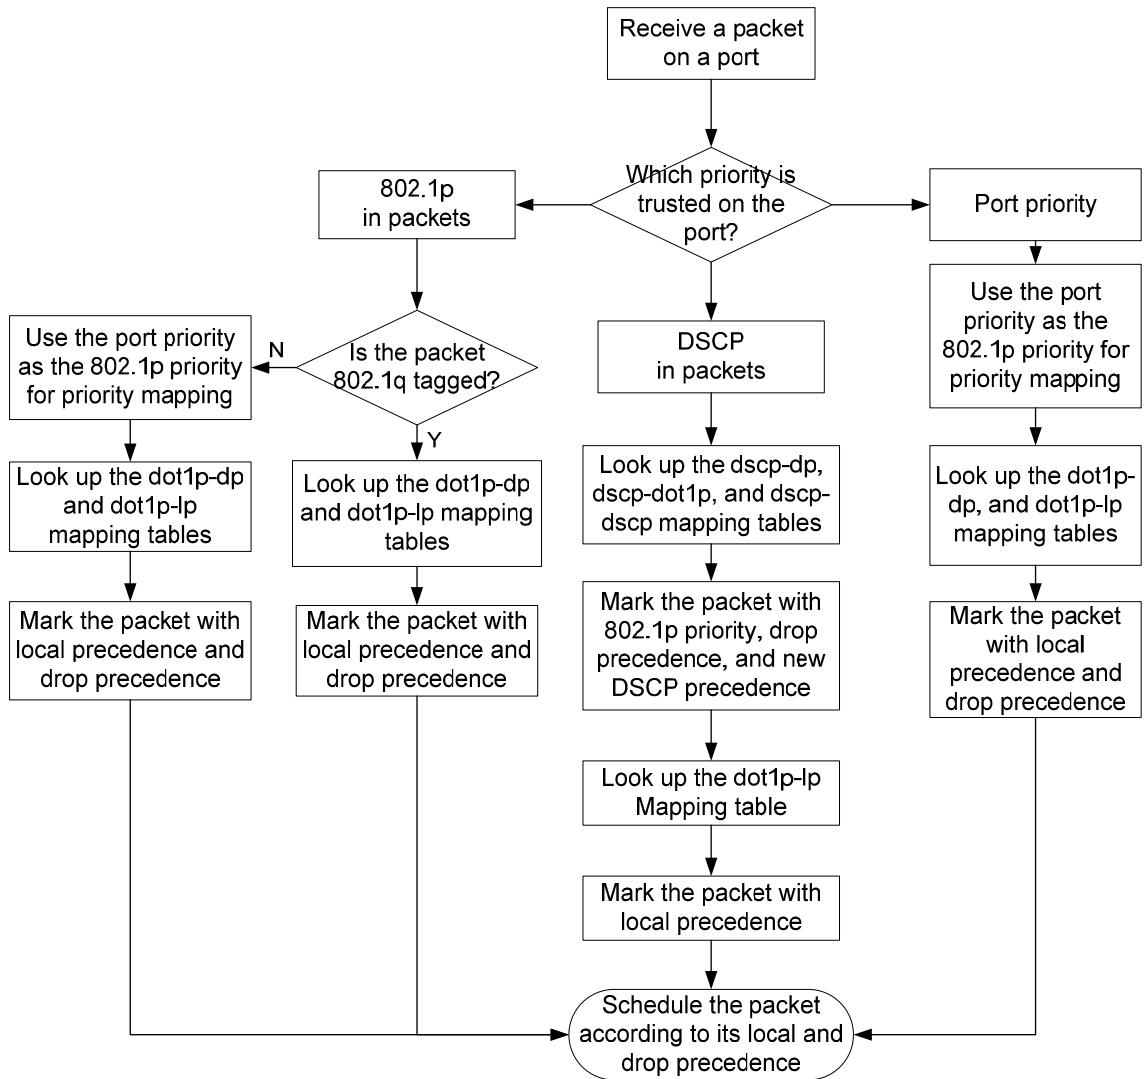 Receive a packet
on a port
Which priority is
trusted on the
port?
802.1p
in packets
Port priority
Use the port
priority as the
802.1p priority for
priority mapping
DSCP
in packets
Is the packet
802.1q tagged?
N
Y
Use the port priority
as the 802.1p priority
for priority mapping
Look up the dot1p-dp
and dot1p-lp
mapping tables
Look up the dot1p-dp
and dot1p-lp mapping
tables
Look up the dscp-dp,
dscp-dot1p, and dscp-
dscp mapping tables
Look up the dot1p-
dp, and dot1p-lp
mapping tables
Mark the packet with
local precedence and
drop precedence
Mark the packet with
local precedence and
drop precedence
Mark the packet with
802.1p priority, drop
precedence, and new
DSCP precedence
Mark the packet
with local
precedence and
drop precedence
Look up the dot1p-lp
Mapping table
Mark the packet with
local precedence
Schedule the packet
according to its local and
drop precedence